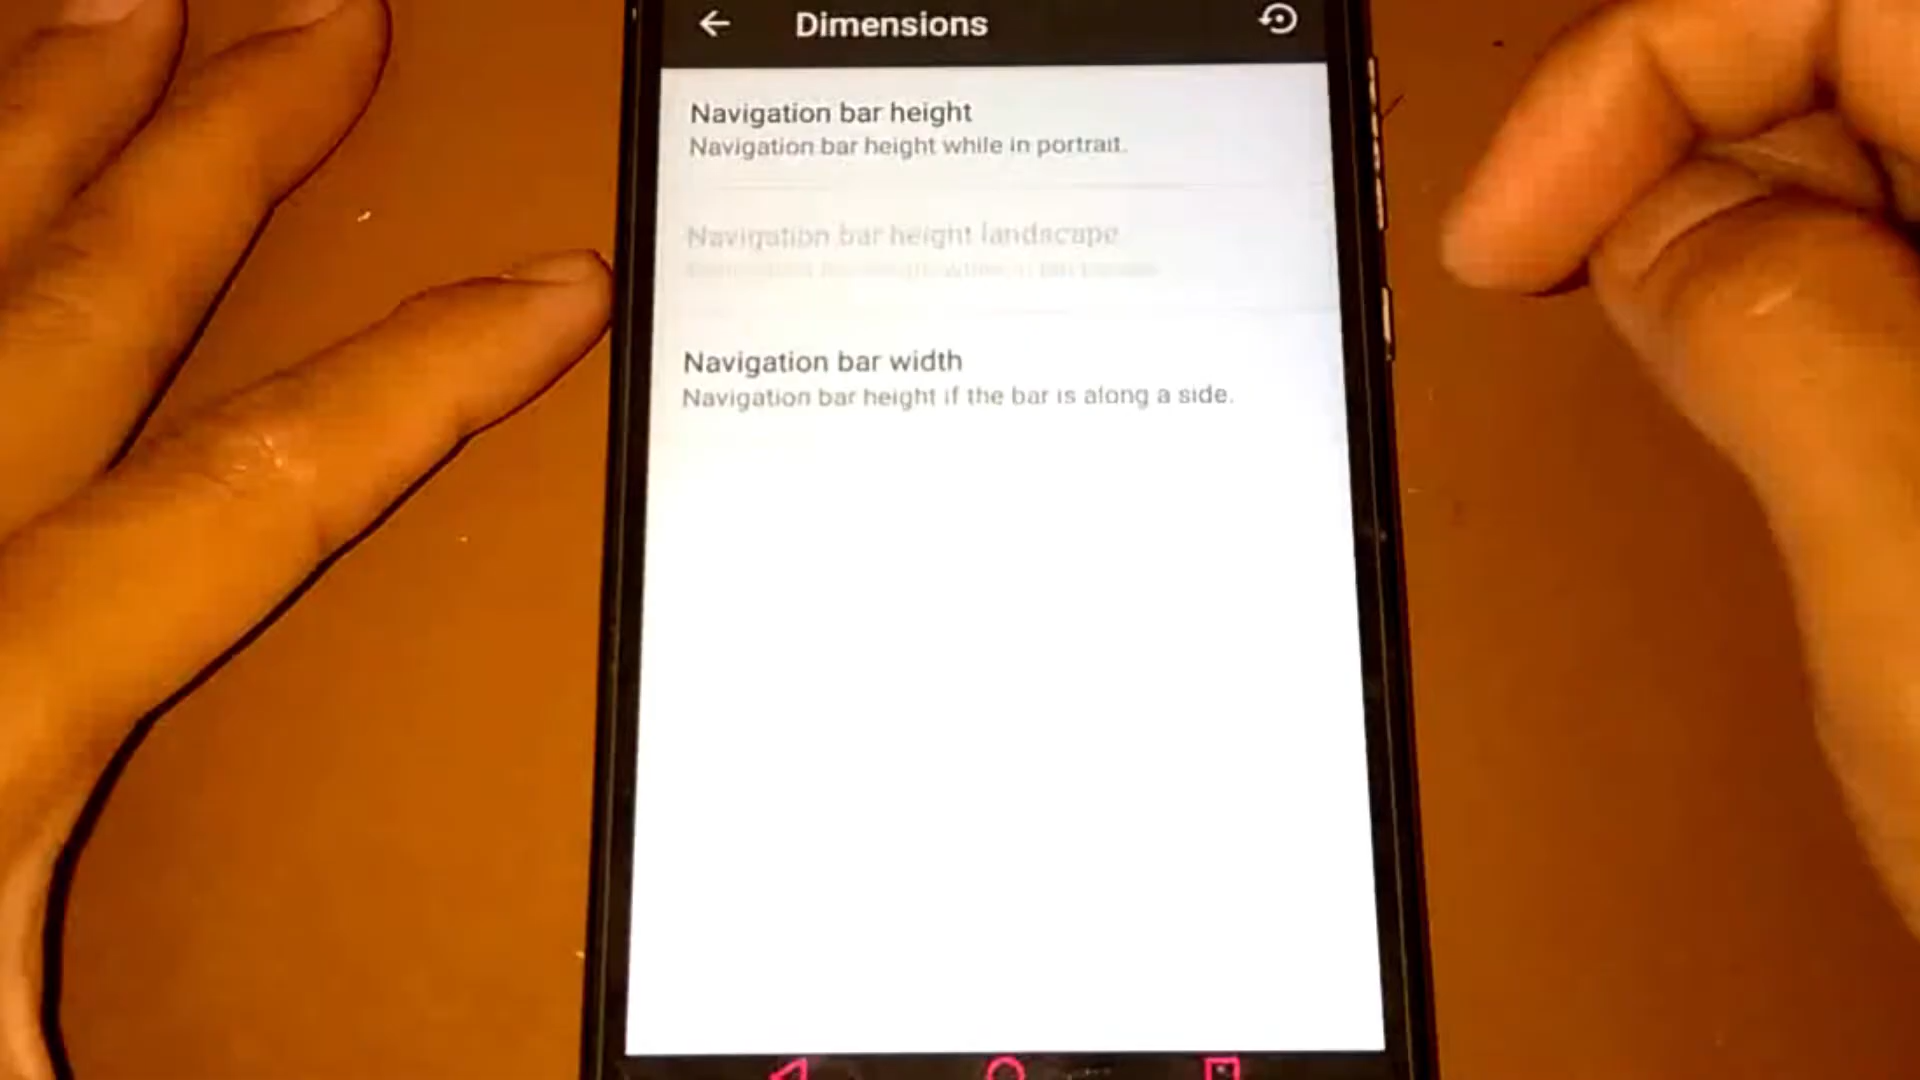 Dimensions
Navigation bar height
Navigation bar height while in portrait.
Navigation bar height landscape
Navigation bar width
Navigation bar height if the bar is along a side.